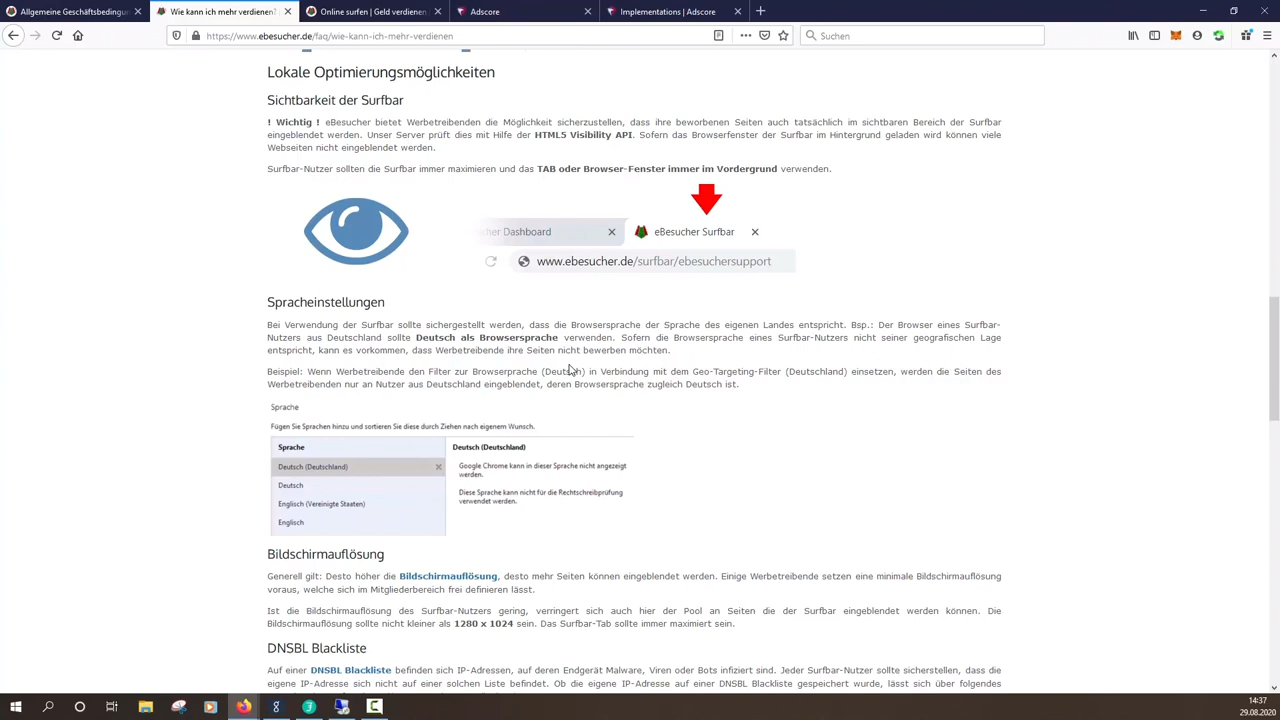 Allgemeine Geschäftsbedingun
Wie kann ich mehr verdienen?
Online surfen | Geld verdienen
Adscore
Implementations | Adscore
https://www.ebesucher.de/faq/wie-kann-ich-mehr-verdienen
Suchen
Lokale Optimierungsmöglichkeiten
Sichtbarkeit der Surfbar
! Wichtig ! eBesucher bietet Werbetreibenden die Möglichkeit sicherzustellen, dass ihre beworbenen Seiten auch tatsächlich im sichtbaren Bereich der Surfbar
eingeblendet werden. Unser Server prüft dies mit Hilfe der HTML5 Visibility API. Sofern das Browserfenster der Surfbar im Hintergrund geladen wird können viele
Webseiten nicht eingeblendet werden.
Surfbar-Nutzer sollten die Surfbar immer maximieren und das TAB oder Browser-Fenster immer im Vordergrund verwenden.
cher Dashboard
eBesucher Surfbar
www.ebesucher.de/surfbar/ebesuchersupport
Spracheinstellungen
Bei Verwendung der Surfbar sollte sichergestellt werden, dass die Browsersprache der Sprache des eigenen Landes entspricht. Bsp.: Der Browser eines Surfbar-
Nutzers aus Deutschland sollte Deutsch als Browsersprache verwenden. Sofern die Browsersprache eines Surfbar-Nutzers nicht seiner geografischen Lage
entspricht, kann es vorkommen, dass Werbetreibende ihre Seiten nicht bewerben möchten.
Beispiel: Wenn Werbetreibende den Filter zur Browserprache (Deutsch) in Verbindung mit dem Geo-Targeting-Filter (Deutschland) einsetzen, werden die Seiten des
Werbetreibenden nur an Nutzer aus Deutschland eingeblendet, deren Browsersprache zugleich Deutsch ist.
Sprache
Fügen Sie Sprachen hinzu und sortieren Sie diese durch Ziehen nach eigenem Wunsch.
Sprache
Deutsch (Deutschland)
Deutsch (Deutschland)
Google Chrome kann in dieser Sprache nicht angezeigt
werden.
Deutsch
Diese Sprache kann nicht für die Rechtschreibprüfung
verwendet werden.
Englisch (Vereinigte Staaten)
Englisch
Bildschirmauflösung
Generell gilt: Desto höher die Bildschirmauflösung, desto mehr Seiten können eingeblendet werden. Einige Werbetreibende setzen eine minimale Bildschirmauflösung
voraus, welche sich im Mitgliederbereich frei definieren lässt.
Ist die Bildschirmauflösung des Surfbar-Nutzers gering, verringert sich auch hier der Pool an Seiten die der Surfbar eingeblendet werden können. Die
Bildschirmauflösung sollte nicht kleiner als 1280 x 1024 sein. Das Surfbar-Tab sollte immer maximiert sein.
DNSBL Blackliste
Auf einer DNSBL Blackliste befinden sich IP-Adressen, auf deren Endgerät Malware, Viren oder Bots infiziert sind. Jeder Surfbar-Nutzer sollte sicherstellen, dass die
eigene IP-Adresse sich nicht auf einer solchen Liste befindet. Ob die eigene IP-Adresse auf einer DNSBL Blackliste gespeichert wurde, lässt sich über folgendes
14:37
29.08.2020